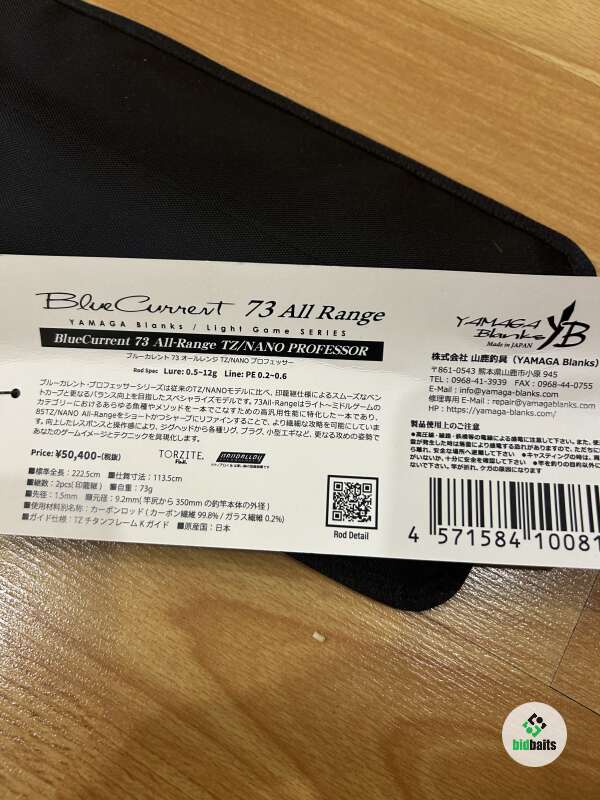 BlueCurrent 73 All Range
YAMAGA Blanks / Light Game SERIES
BlueCurrent 73 All-Range TZ/NANO PROFESSOR
ブルーカレント 73 オールレンジ TZ/NANO プロフェッサー
Rod Spec Lure: 0.5~12g Line: PE 0.2~0.6
ブルーカレント・プロフェッサーシリーズは従来のTZ/NANOモデルに比べ、印籠継仕様によるスムーズなベン
トカーブと更なるバランス向上を目指したスペシャライズモデルです。73All-Rangeはライト～ミドルゲームの
カテゴリーにおけるあらゆる魚種やメソッドを一本でこなすための高汎用性能に特化した一本であり、
85TZ/NANO All-Rangeをショートかつシャープにリファインすることで、より繊細な攻略を可能にしていま
す。向上したレスポンスと操作感により、ジグヘッドから各種リグ、プラグ、小型エギなど、更なる攻めの姿勢で
あなたのゲームイメージとテクニックを具現化します。
Price: ¥50,400−(税抜)
TORZITE
Fuji.
NANOALLOY
■標準全長：222.5cm ■仕舞寸法：113.5cm
■継数：2pcs( 印籠継 ) ■自重：73g
■先径：1.5mm ■元径：9.2mm( 竿尻から 350mm の釣竿本体の外径 )
■使用材料別名称：カーボンロッド ( カーボン繊維 99.8% / ガラス繊維 0.2%)
■ガイド仕様：TZ チタンフレーム K ガイド ■原産国：日本
Rod Detail
YAMAGA
Blanks
YB
Made in JAPAN
株式会社 山鹿釣具（YAMAGA Blanks）
〒861-0543 熊本県山鹿市小原 945
TEL：0968-41-3939 FAX：0968-44-0755
E-Mail：info@yamaga-blanks.com
修理専用 E-Mail：repair@yamaga-blanks.com
HP：https://yamaga-blanks.com/
製品使用上のご注意
4 571584 10081
bidbaits